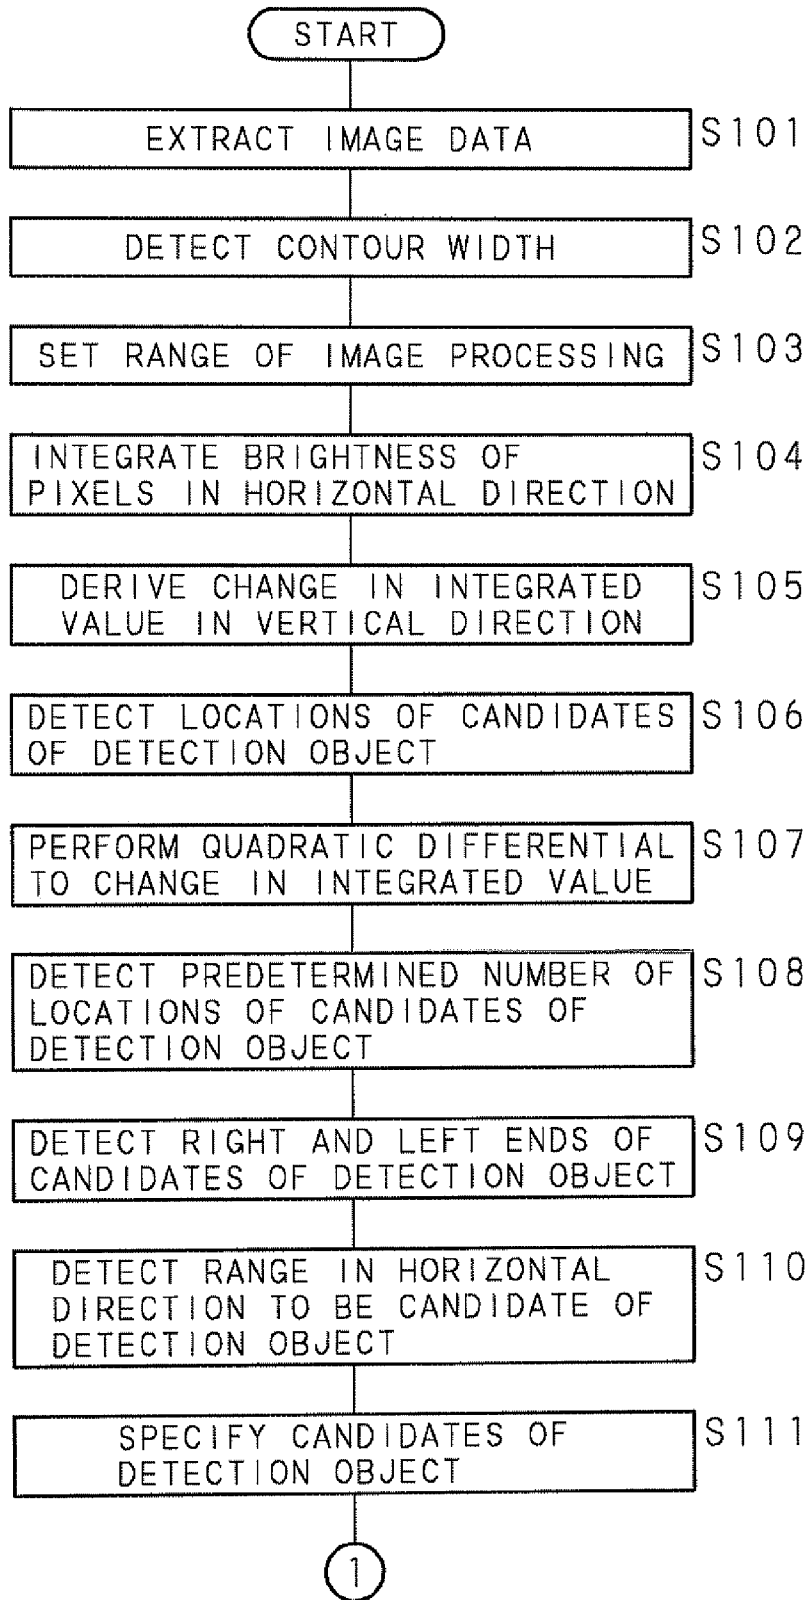 START
EXTRACT IMAGE DATA S101
DETECT CONTOUR WIDTH S102
SET RANGE OF IMAGE PROCESSING S103
INTEGRATE BRIGHTNESS OF S104
PIXELS IN HORIZONTAL DIRECTION
DERIVE CHANGE IN INTEGRATED S105
VALUE IN VERTICAL DIRECTION
DETECT LOCATIONS OF CANDIDATES S106
OF DETECTION OBJECT
PERFORM QUADRATIC DIFFERENTIAL S107
TO CHANGE IN INTEGRATED VALUE
DETECT PREDETERMINED NUMBER OF S108
LOCATIONS OF CANDIDATES OF
DETECTION OBJECT
DETECT RIGHT AND LEFT ENDS OF S109
CANDIDATES OF DETECTION OBJECT
DETECT RANGE IN HORIZONTAL S110
DIRECTION TO BE CANDIDATE OF
DETECTION OBJECT
SPECIFY CANDIDATES OF S111
DETECTION OBJECT
1